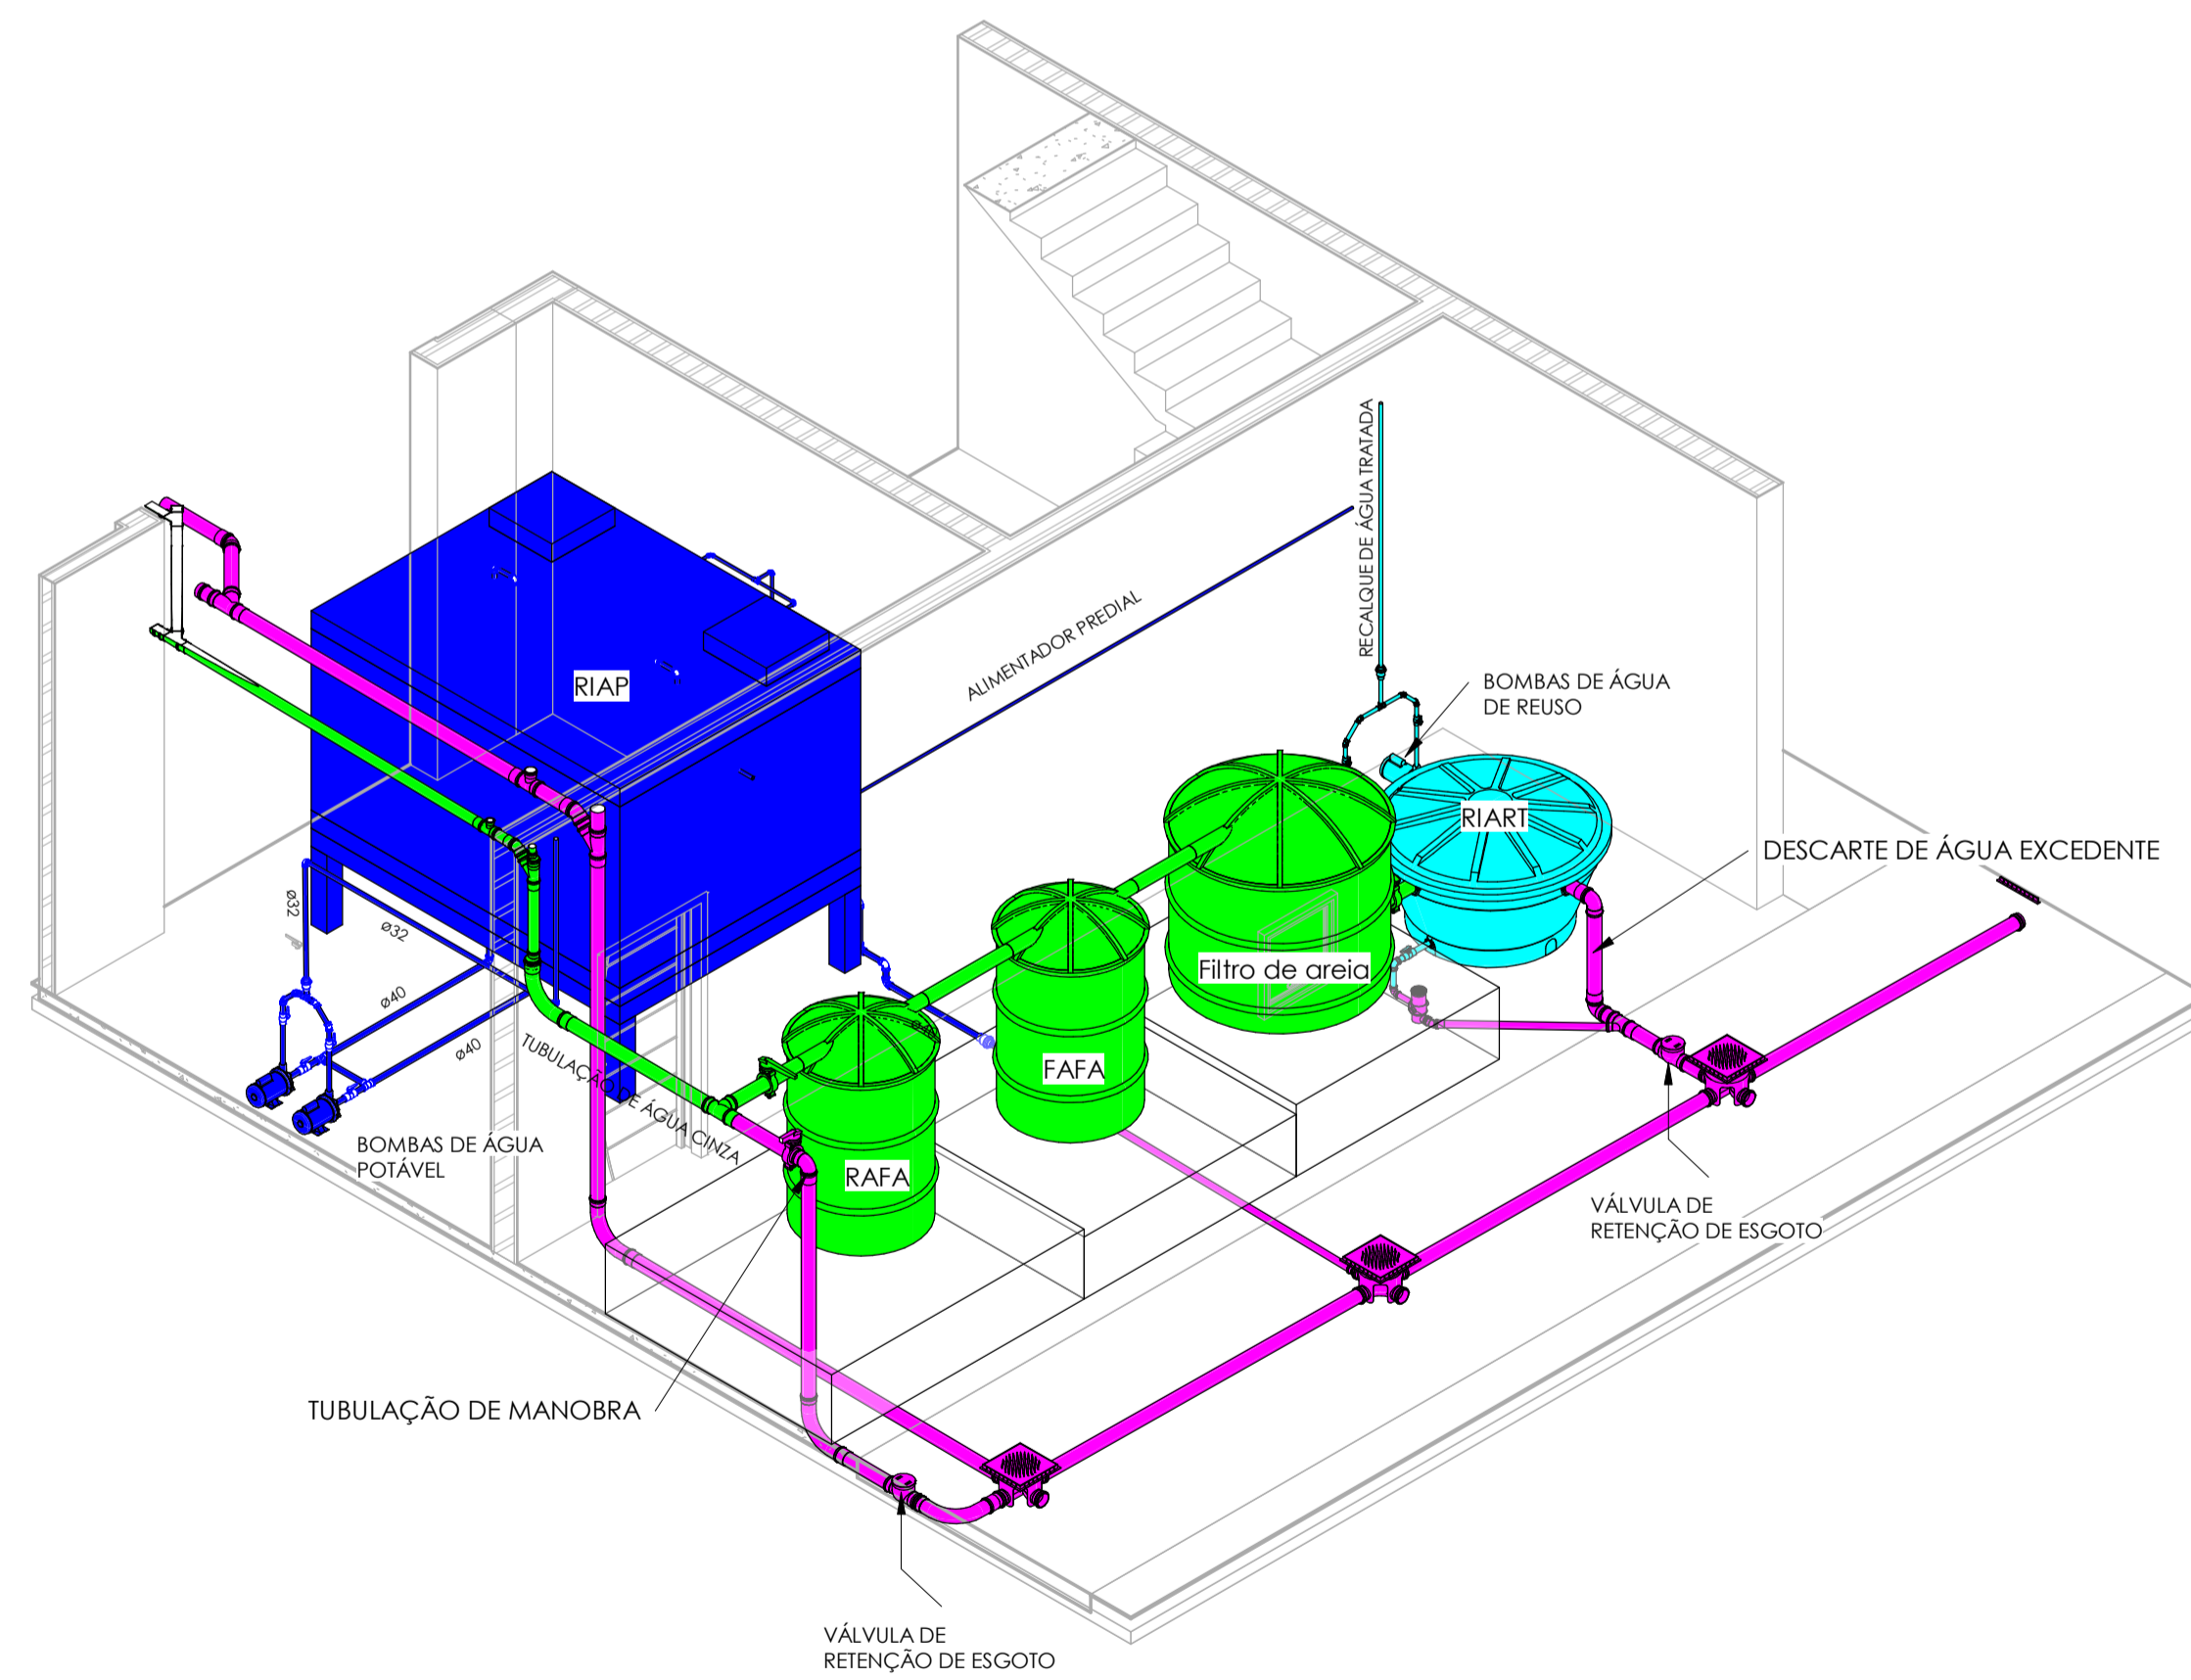 RECALQUE DE ÁGUA TRATADA
ALIMENTADOR PREDIAL
RIAP
BOMBAS DE ÁGUA
DE REUSO
RIART
DESCARTE DE ÁGUA EXCEDENTE
ø32
ø32
ø40
ø40
Filtro de areia
FAFA
TUBULAÇÃO DE ÁGUA CINZA
BOMBAS DE ÁGUA
POTÁVEL
RAFA
VÁLVULA DE
RETENÇÃO DE ESGOTO
TUBULAÇÃO DE MANOBRA
VÁLVULA DE
RETENÇÃO DE ESGOTO